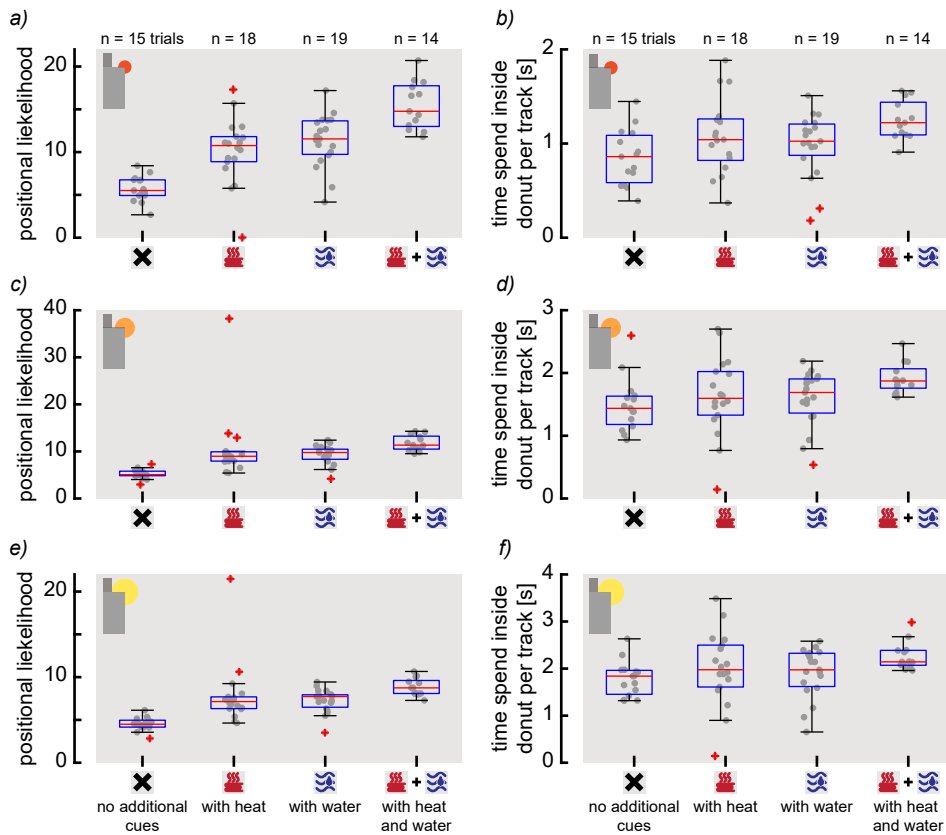 a)
n = 15 trials n = 18 n = 19 n = 14
positional liekelihood
20
10
0
+
b)
n = 15 trials n = 18 n = 19 n = 14
time spend inside
donut per track [s]
2
1
0
+
c)
positional liekelihood
40
30
20
10
0
+
d)
time spend inside
donut per track [s]
3
2
1
0
+
e)
positional liekelihood
20
10
0
+
no additional
cues
with heat
with water
with heat
and water
f)
time spend inside
donut per track [s]
4
3
2
1
0
+
no additional
cues
with heat
with water
with heat
and water